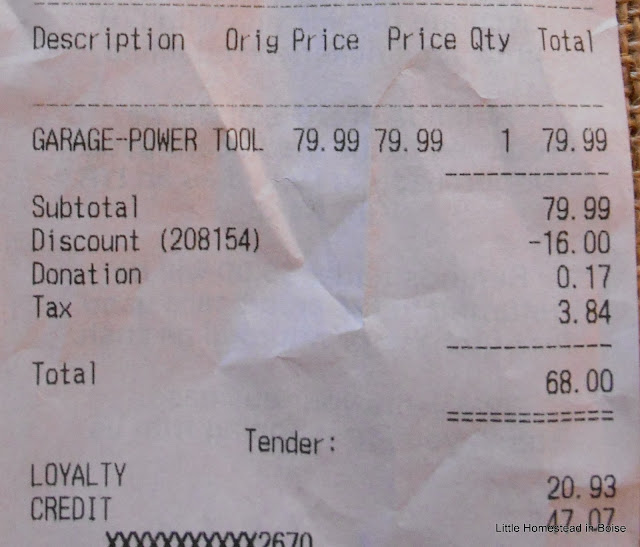 Description Orig Price Price Qty Total
GARAGE-POWER TOOL 79.99 79.99 1 79.99
Subtotal 79.99
Discount (208154) -16.00
Donation 0.17
Tax 3.84
Total 68.00
Tender:
LOYALTY 20.93
CREDIT 47.07
XXXXXXXXXXXX2670
Little Homestead in Boise